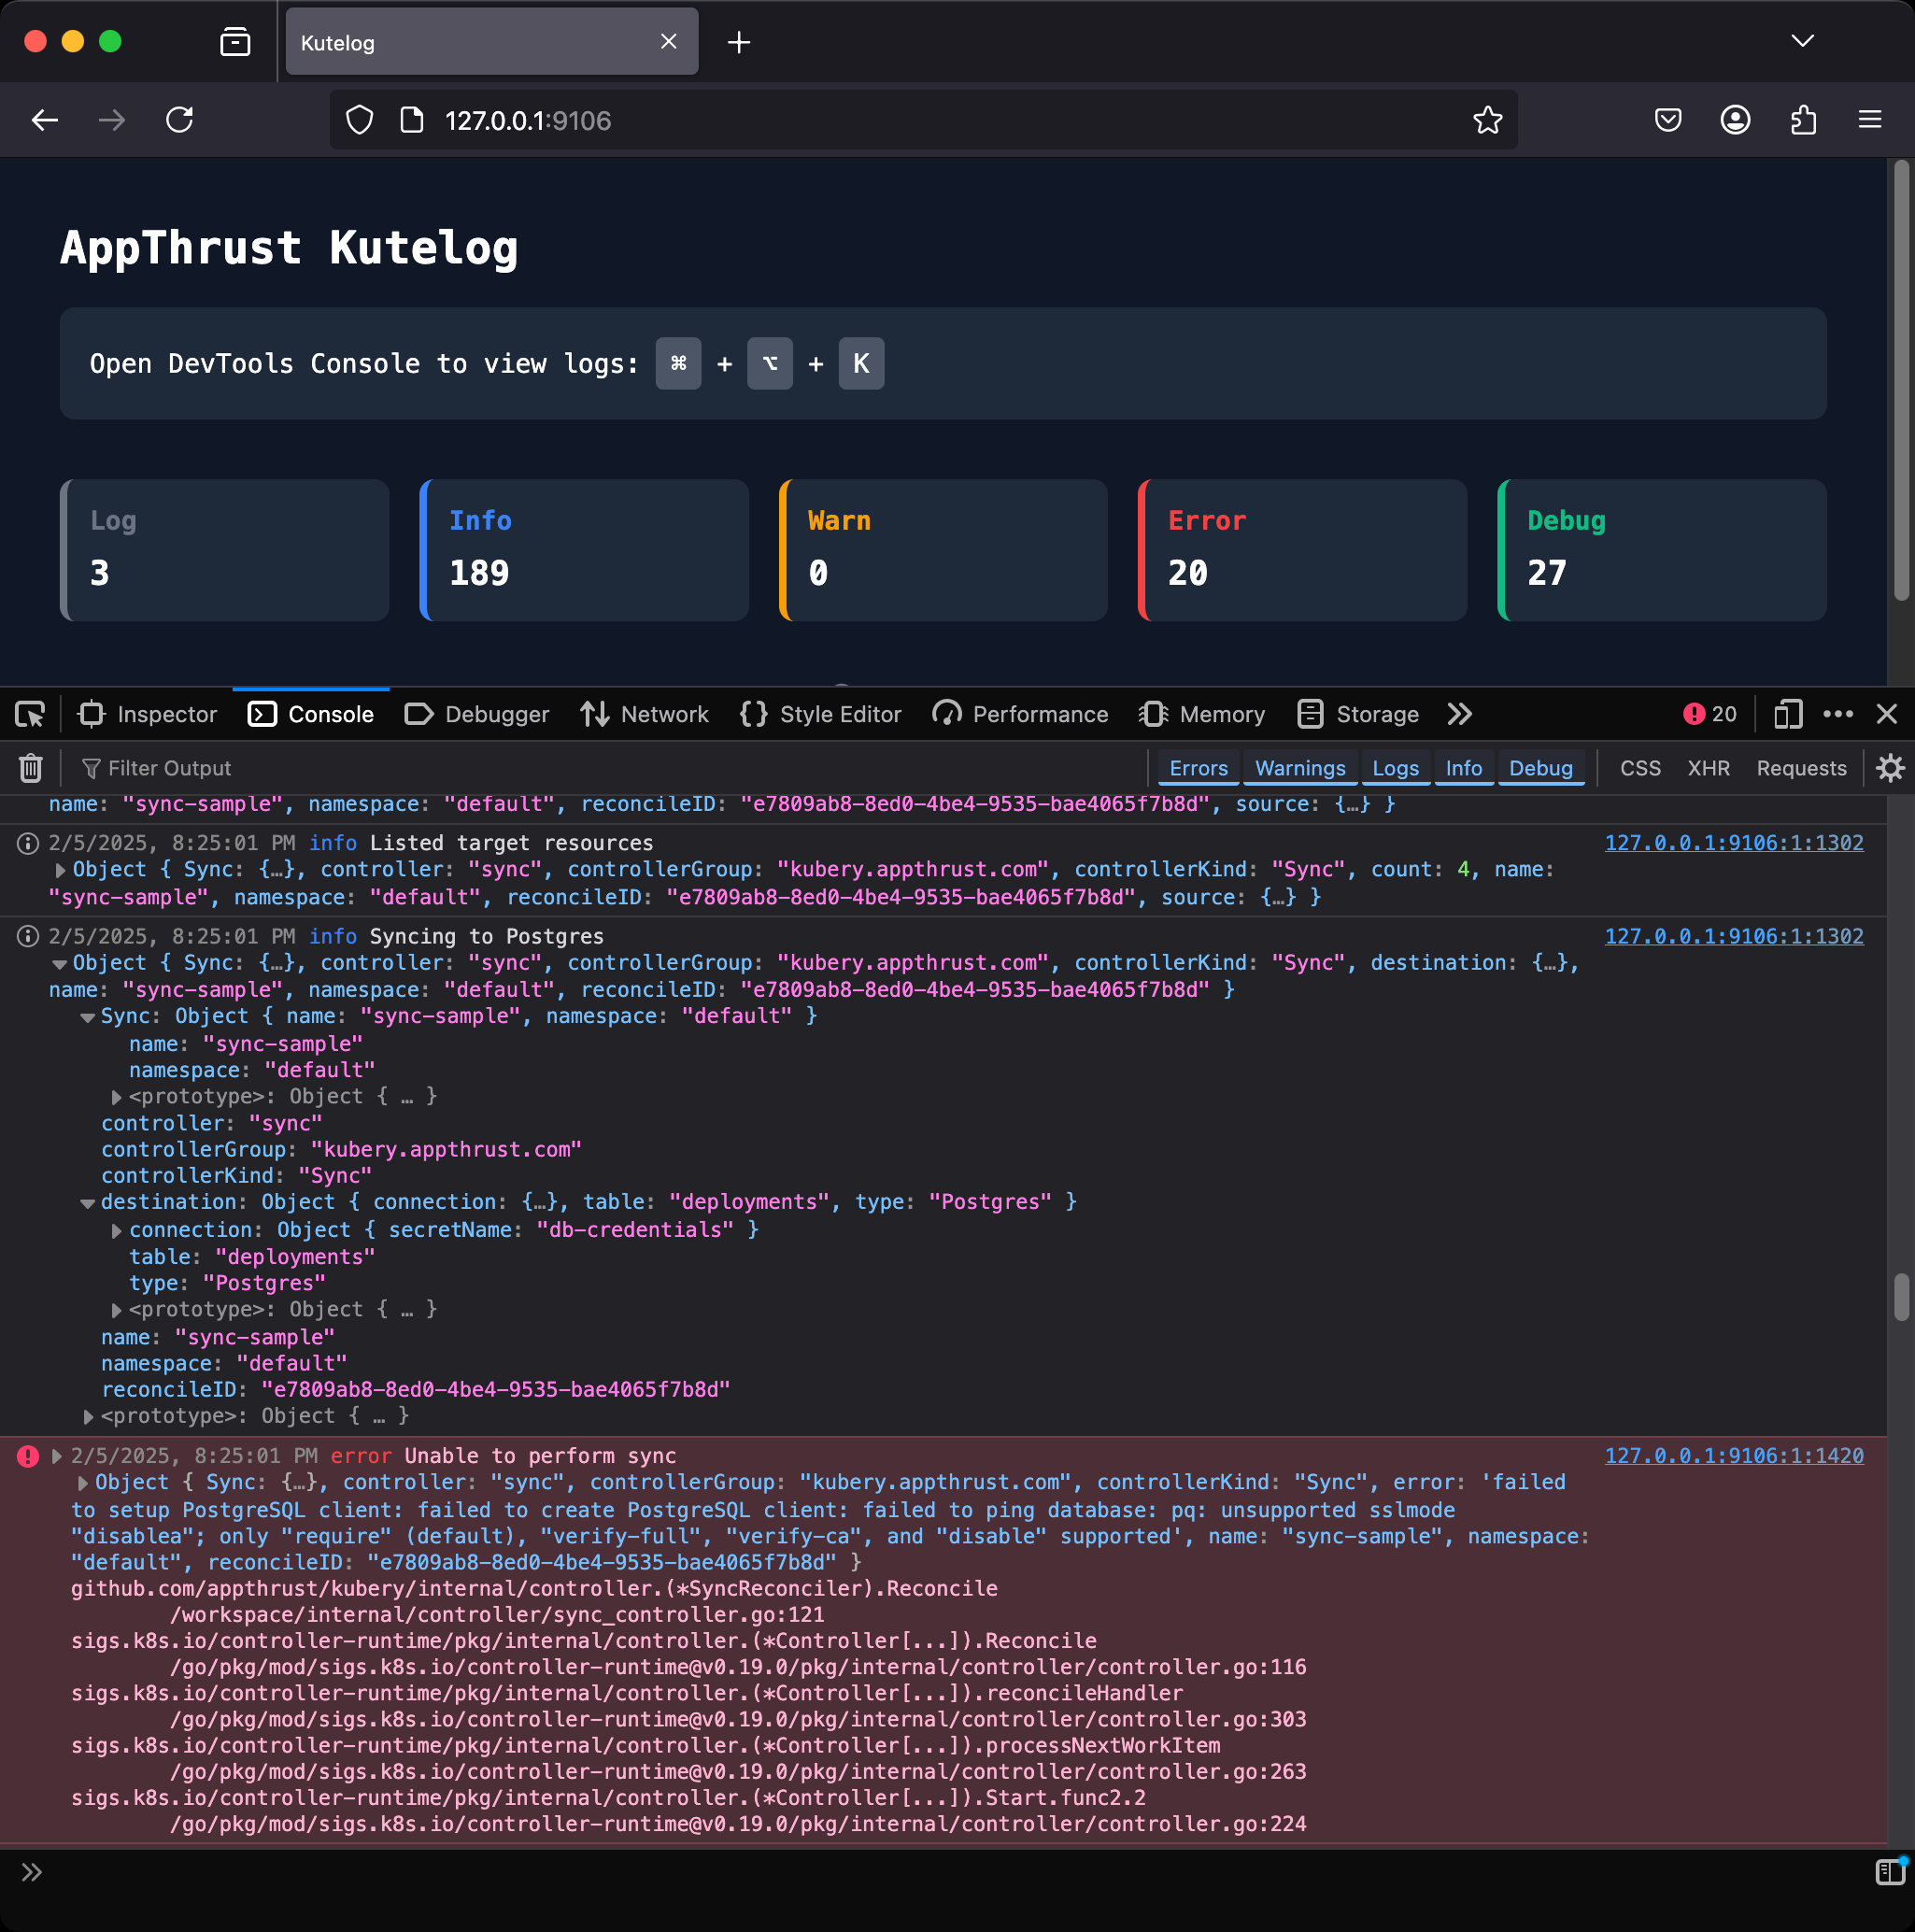 Kutelog
127.0.0.1:9106
AppThrust Kutelog
Open DevTools Console to view logs: ⌘ + ⌥ + K
Log
3
Info
189
Warn
0
Error
20
Debug
27
Inspector Console Debugger Network Style Editor Performance Memory Storage 20
Filter Output Errors Warnings Logs Info Debug CSS XHR Requests
name: "sync-sample", namespace: "default", reconcileID: "e7809ab8-8ed0-4be4-9535-bae4065f7b8d", source: {…} }
2/5/2025, 8:25:01 PM info Listed target resources 127.0.0.1:9106:1:1302
Object { Sync: {…}, controller: "sync", controllerGroup: "kubery.appthrust.com", controllerKind: "Sync", count: 4, name:
"sync-sample", namespace: "default", reconcileID: "e7809ab8-8ed0-4be4-9535-bae4065f7b8d", source: {…} }
2/5/2025, 8:25:01 PM info Syncing to Postgres 127.0.0.1:9106:1:1302
Object { Sync: {…}, controller: "sync", controllerGroup: "kubery.appthrust.com", controllerKind: "Sync", destination: {…},
name: "sync-sample", namespace: "default", reconcileID: "e7809ab8-8ed0-4be4-9535-bae4065f7b8d" }
Sync: Object { name: "sync-sample", namespace: "default" }
name: "sync-sample"
namespace: "default"
<prototype>: Object { … }
controller: "sync"
controllerGroup: "kubery.appthrust.com"
controllerKind: "Sync"
destination: Object { connection: {…}, table: "deployments", type: "Postgres" }
connection: Object { secretName: "db-credentials" }
table: "deployments"
type: "Postgres"
<prototype>: Object { … }
name: "sync-sample"
namespace: "default"
reconcileID: "e7809ab8-8ed0-4be4-9535-bae4065f7b8d"
<prototype>: Object { … }
2/5/2025, 8:25:01 PM error Unable to perform sync 127.0.0.1:9106:1:1420
Object { Sync: {…}, controller: "sync", controllerGroup: "kubery.appthrust.com", controllerKind: "Sync", error: 'failed
to setup PostgreSQL client: failed to create PostgreSQL client: failed to ping database: pq: unsupported sslmode
"disablea"; only "require" (default), "verify-full", "verify-ca", and "disable" supported', name: "sync-sample", namespace:
"default", reconcileID: "e7809ab8-8ed0-4be4-9535-bae4065f7b8d" }
github.com/appthrust/kubery/internal/controller.(*SyncReconciler).Reconcile
/workspace/internal/controller/sync_controller.go:121
sigs.k8s.io/controller-runtime/pkg/internal/controller.(*Controller[...]).Reconcile
/go/pkg/mod/sigs.k8s.io/controller-runtime@v0.19.0/pkg/internal/controller/controller.go:116
sigs.k8s.io/controller-runtime/pkg/internal/controller.(*Controller[...]).reconcileHandler
/go/pkg/mod/sigs.k8s.io/controller-runtime@v0.19.0/pkg/internal/controller/controller.go:303
sigs.k8s.io/controller-runtime/pkg/internal/controller.(*Controller[...]).processNextWorkItem
/go/pkg/mod/sigs.k8s.io/controller-runtime@v0.19.0/pkg/internal/controller/controller.go:263
sigs.k8s.io/controller-runtime/pkg/internal/controller.(*Controller[...]).Start.func2.2
/go/pkg/mod/sigs.k8s.io/controller-runtime@v0.19.0/pkg/internal/controller/controller.go:224